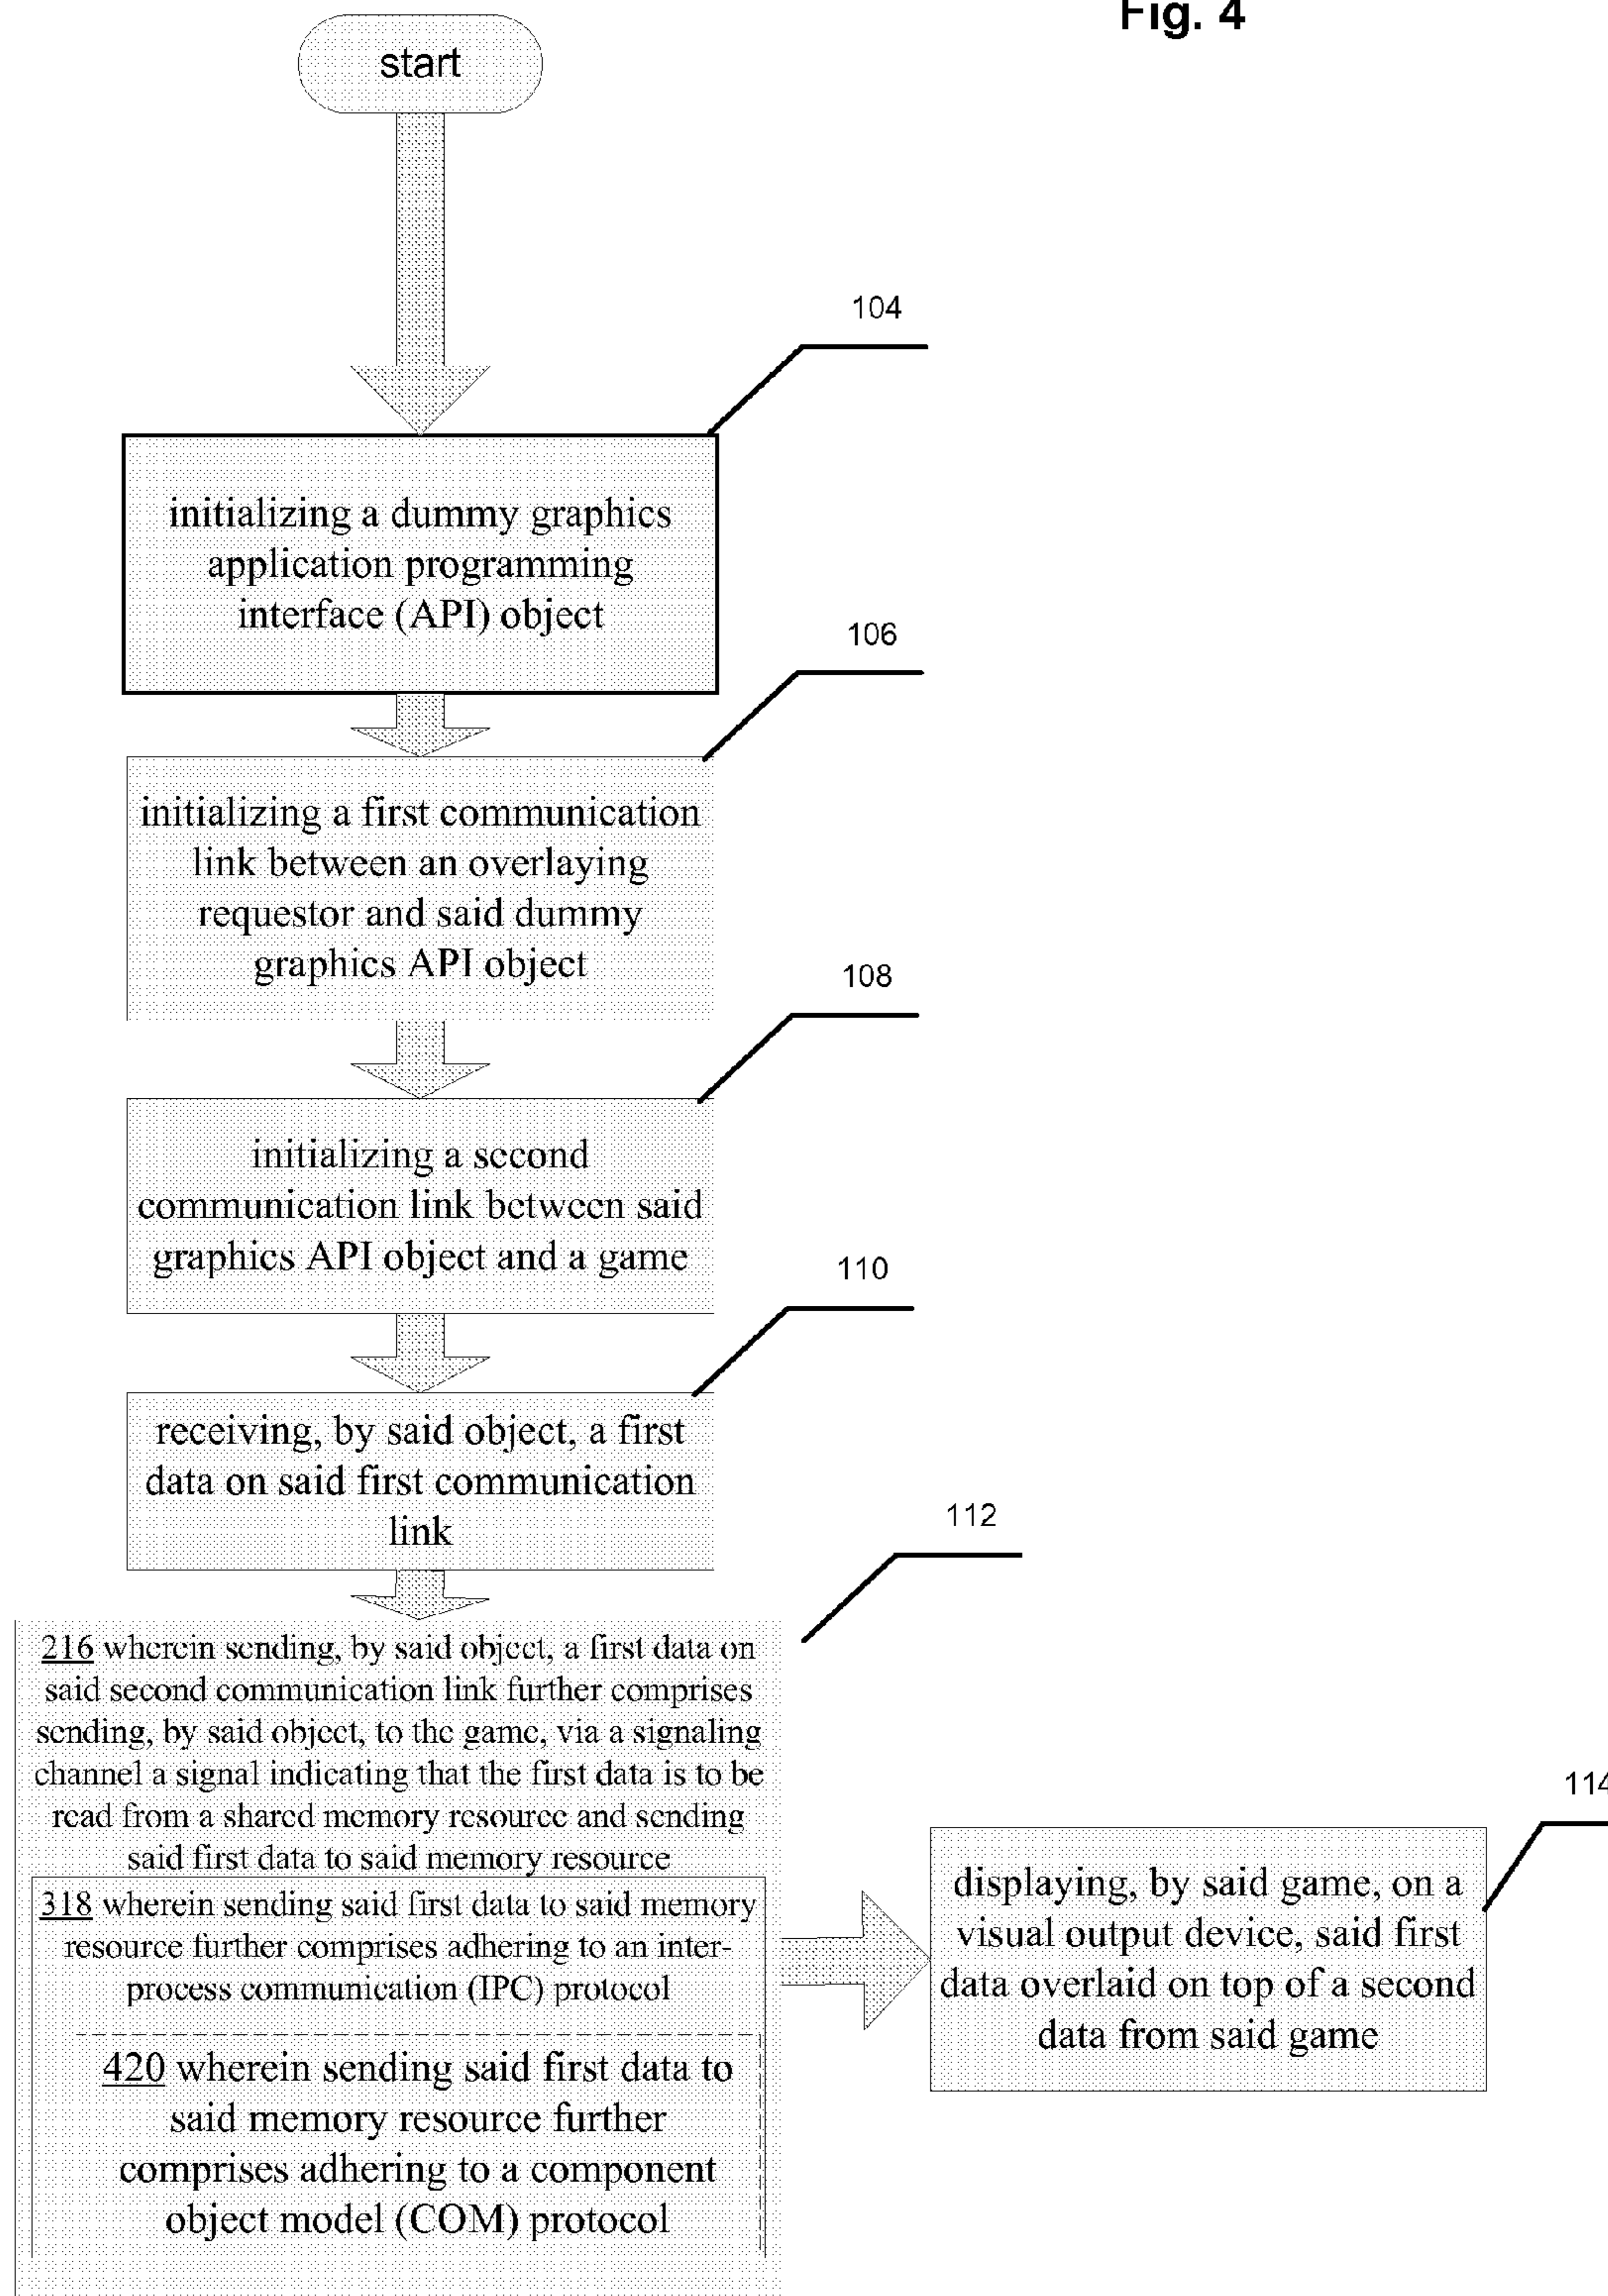 Fig. 4
start
104
initializing a dummy graphics
application programming
interface (API) object
106
initializing a first communication
link between an overlaying
requestor and said dummy
graphics API object
108
initializing a second
communication link between said
graphics API object and a game
110
receiving, by said object, a first
data on said first communication
link
112
216 wherein sending, by said object, a first data on
said second communication link further comprises
sending, by said object, to the game, via a signaling
channel a signal indicating that the first data is to be
read from a shared memory resource and sending
said first data to said memory resource
318 wherein sending said first data to said memory
resource further comprises adhering to an inter-
process communication (IPC) protocol
420 wherein sending said first data to
said memory resource further
comprises adhering to a component
object model (COM) protocol
114
displaying, by said game, on a
visual output device, said first
data overlaid on top of a second
data from said game